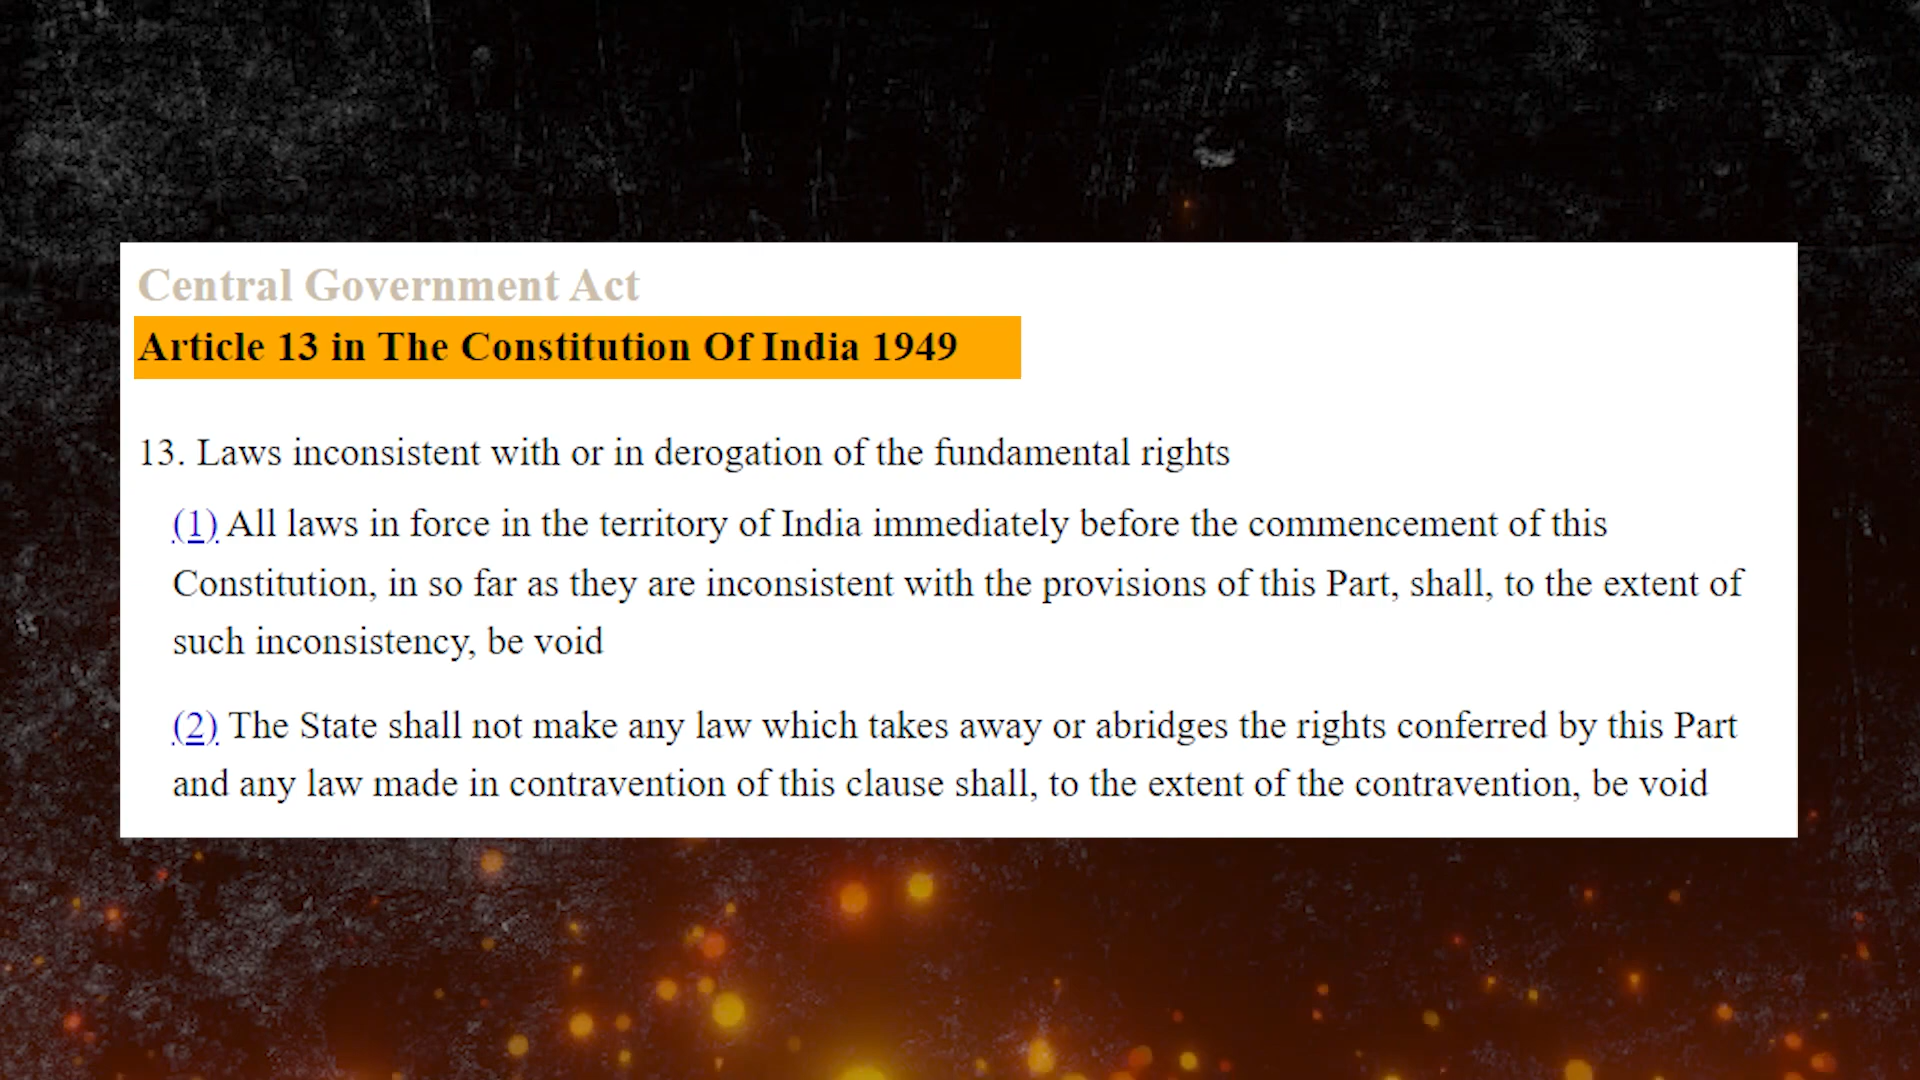 Central Government Act
Article 13 in The Constitution Of India 1949
13. Laws inconsistent with or in derogation of the fundamental rights
(1) All laws in force in the territory of India immediately before the commencement of this
Constitution, in so far as they are inconsistent with the provisions of this Part, shall, to the extent of
such inconsistency, be void
(2) The State shall not make any law which takes away or abridges the rights conferred by this Part
and any law made in contravention of this clause shall, to the extent of the contravention, be void